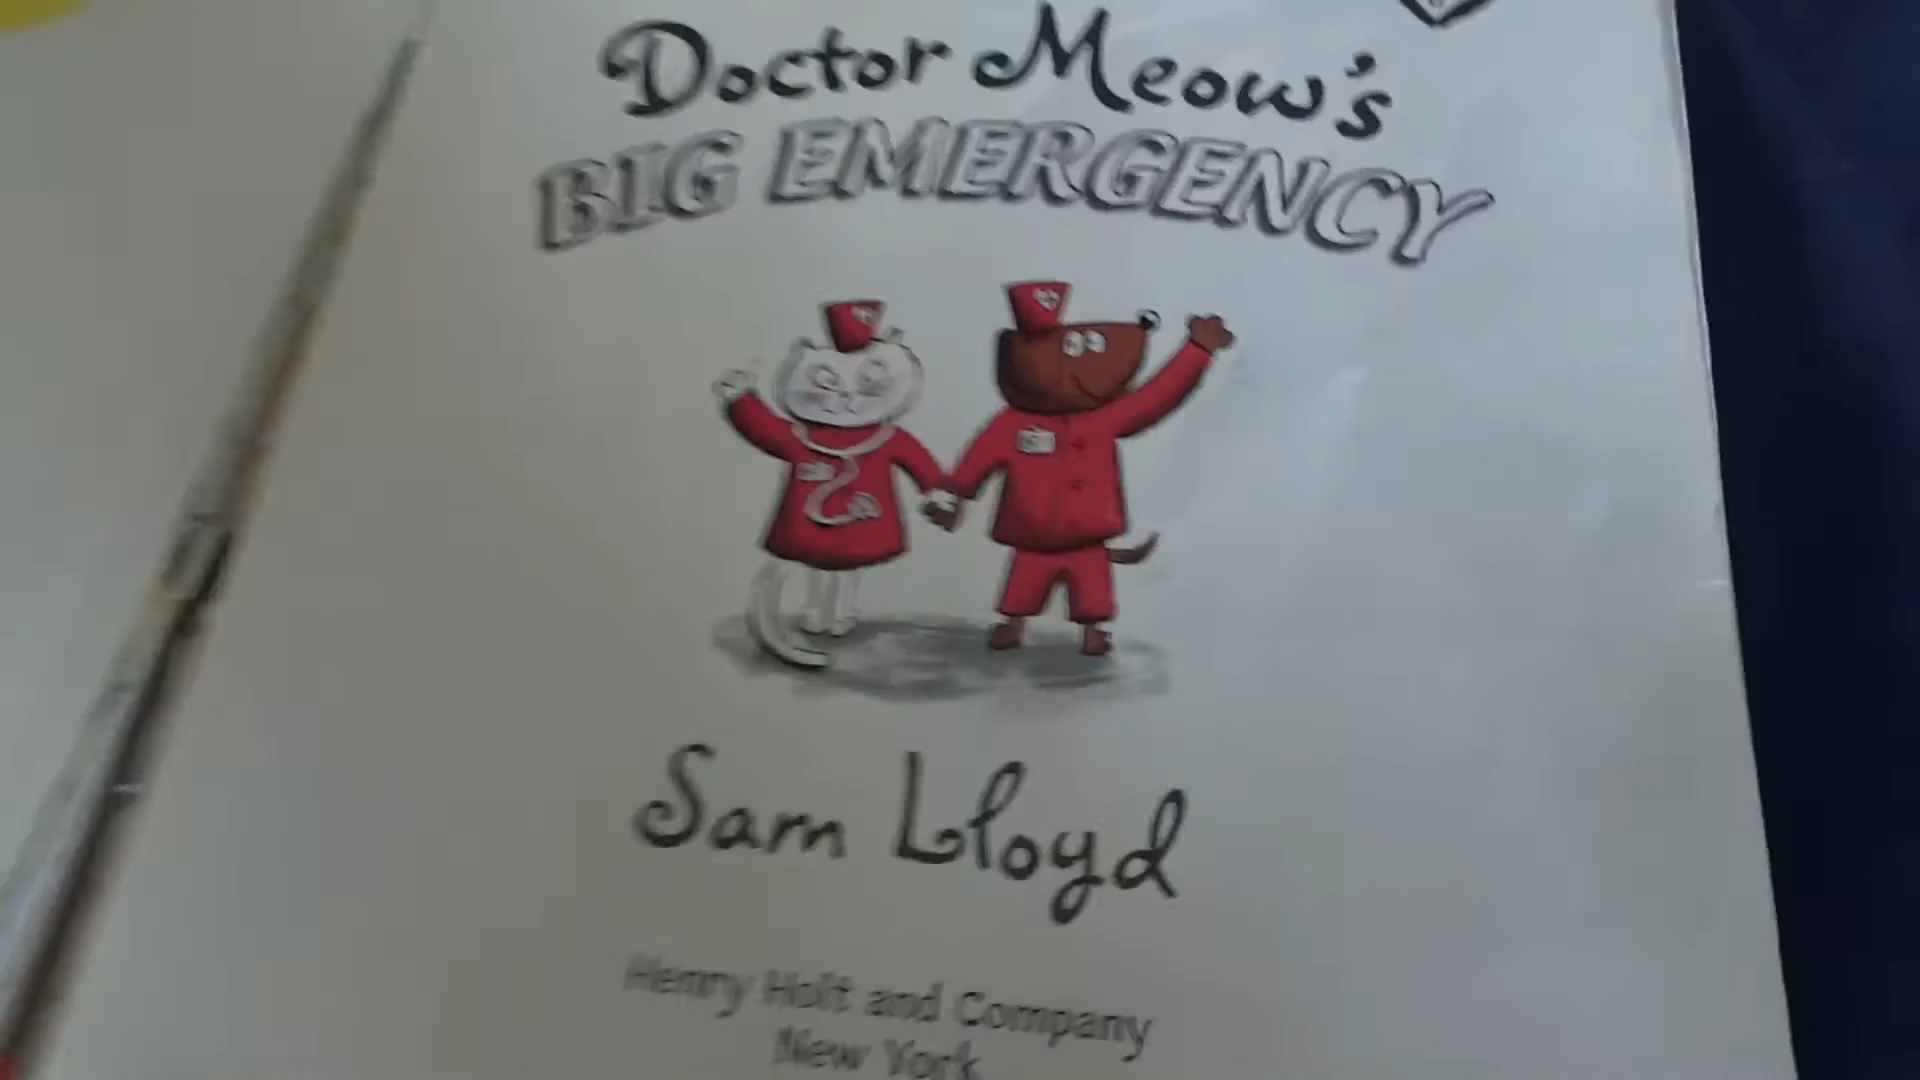 Doctor Meow's
BIG EMERGENCY
Sam Lloyd
Henry Holt and Company
New York